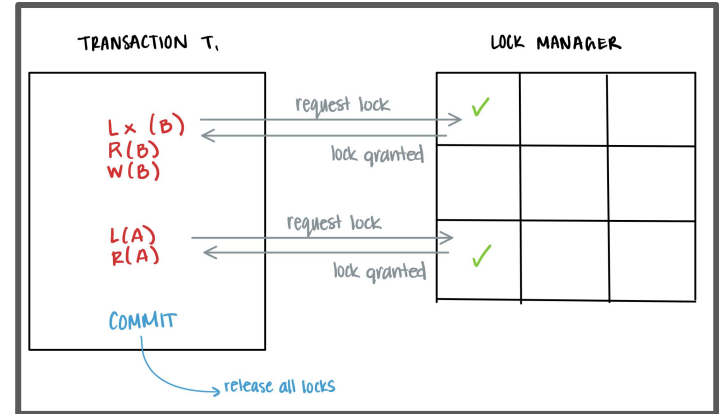 TRANSACTION T₁
LOCK MANAGER
Lx (B)
R(B)
W(B)
request lock
lock granted
✓
L(A)
R(A)
request lock
lock granted
✓
COMMIT
release all locks